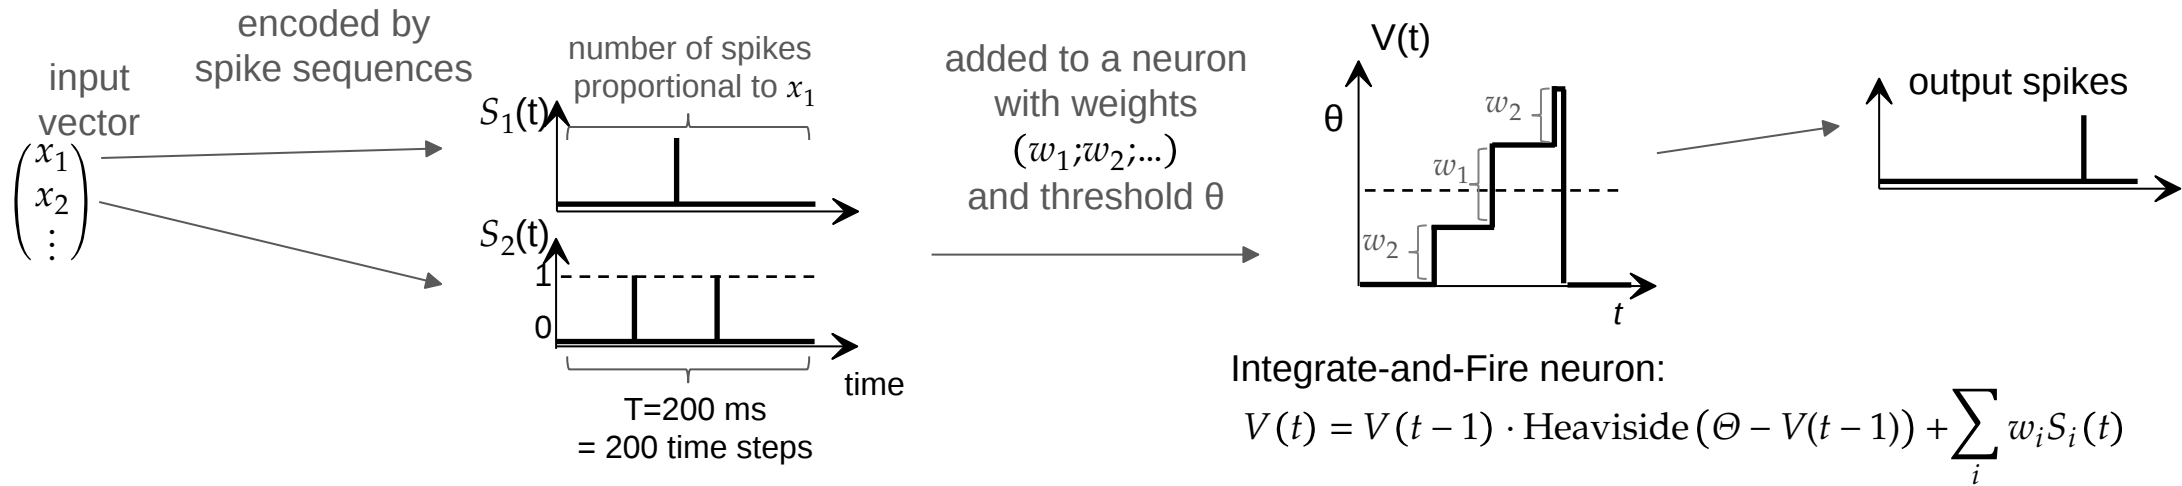 input
vector
x₁
x₂
⋮
encoded by
spike sequences
number of spikes
proportional to x₁
S₁(t)
S₂(t)
1
0
time
T=200 ms
= 200 time steps
added to a neuron
with weights
(w₁;w₂;...)
and threshold θ
V(t)
θ
w₂
w₁
w₂
t
output spikes
Integrate-and-Fire neuron:
V(t) = V(t − 1) · Heaviside(Θ − V(t − 1)) + ∑ᵢ wᵢSᵢ(t)